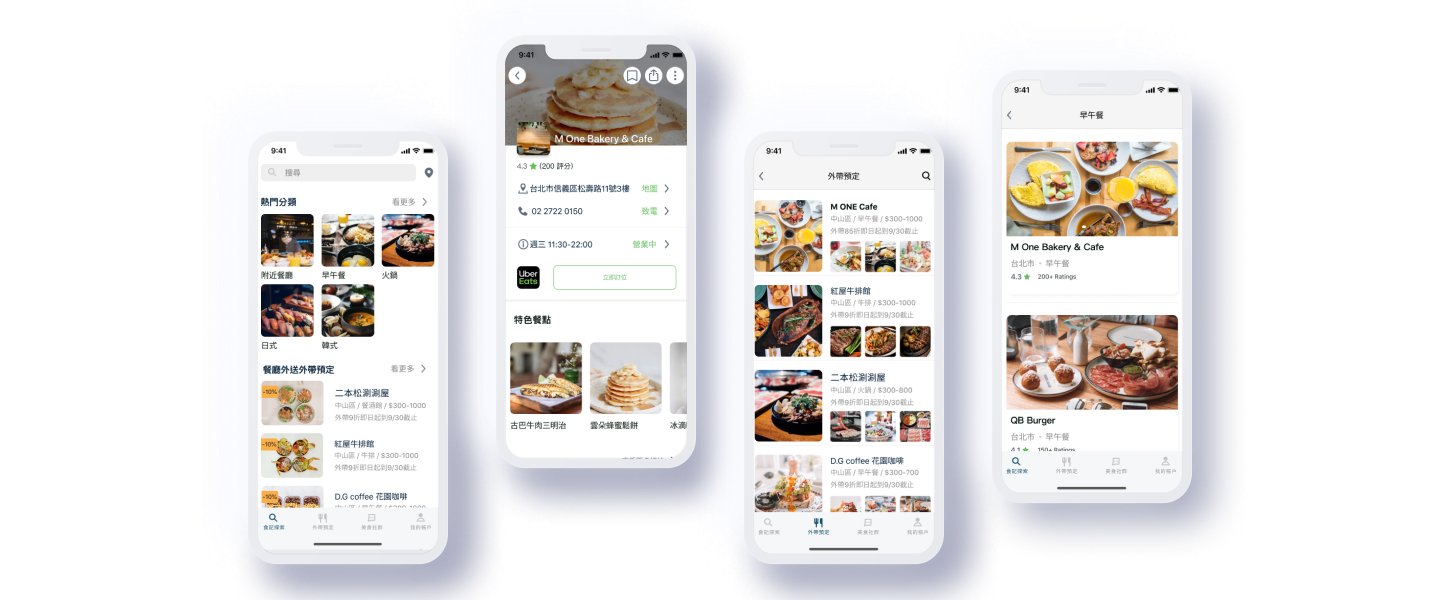 9:41
搜尋
熱門分類
看更多
附近餐廳
早午餐
火鍋
日式
韓式
餐廳外送外帶預定
看更多
-10%
二本松涮涮屋
中山區 / 餐酒館 / $300-1000
外帶9折即日起到9/30截止
-10%
紅屋牛排館
中山區 / 牛排 / $300-1000
外帶9折即日起到9/30截止
-10%
D.G coffee 花園咖啡
中山區 / 早午餐 / $300-1000
食記探索
外帶預定
美食社群
我的帳戶
9:41
M One Bakery & Cafe
4.3 ★ (200 評分)
台北市信義區松壽路11號3樓
地圖
02 2722 0150
致電
週三 11:30-22:00
營業中
Uber
Eats
立即訂位
特色餐點
古巴牛肉三明治
雲朵蜂蜜鬆餅
冰滴
9:41
外帶預定
M ONE Cafe
中山區 / 早午餐 / $300-1000
外帶85折即日起到9/30截止
紅屋牛排館
中山區 / 牛排 / $300-1000
外帶9折即日起到9/30截止
二本松涮涮屋
中山區 / 火鍋 / $300-800
外帶9折即日起到9/30截止
D.G coffee 花園咖啡
中山區 / 早午餐 / $300-700
外帶9折即日起到9/30截止
食記探索
外帶預定
美食社群
我的帳戶
9:41
早午餐
M One Bakery & Cafe
台北市 · 早午餐
4.3 ★ 200+ Ratings
QB Burger
台北市 · 早午餐
4.1 ★ 150+ Ratings
食記探索
外帶預定
美食社群
我的帳戶